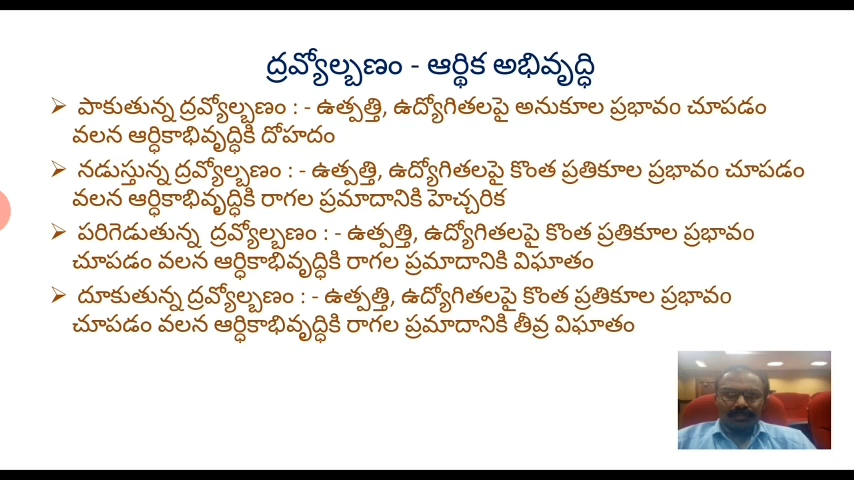 ద్రవ్యోల్బణం - ఆర్థిక అభివృద్ధి
➢ పాకుతున్న ద్రవ్యోల్బణం : - ఉత్పత్తి, ఉద్యోగితలపై అనుకూల ప్రభావం చూపడం
వలన ఆర్ధికాభివృద్ధికి దోహదం
➢ నడుస్తున్న ద్రవ్యోల్బణం : - ఉత్పత్తి, ఉద్యోగితలపై కొంత ప్రతికూల ప్రభావం చూపడం
వలన ఆర్ధికాభివృద్ధికి రాగల ప్రమాదానికి హెచ్చరిక
➢ పరిగెడుతున్న ద్రవ్యోల్బణం : - ఉత్పత్తి, ఉద్యోగితలపై కొంత ప్రతికూల ప్రభావం
చూపడం వలన ఆర్ధికాభివృద్ధికి రాగల ప్రమాదానికి విఘాతం
➢ దూకుతున్న ద్రవ్యోల్బణం : - ఉత్పత్తి, ఉద్యోగితలపై కొంత ప్రతికూల ప్రభావం
చూపడం వలన ఆర్ధికాభివృద్ధికి రాగల ప్రమాదానికి తీవ్ర విఘాతం